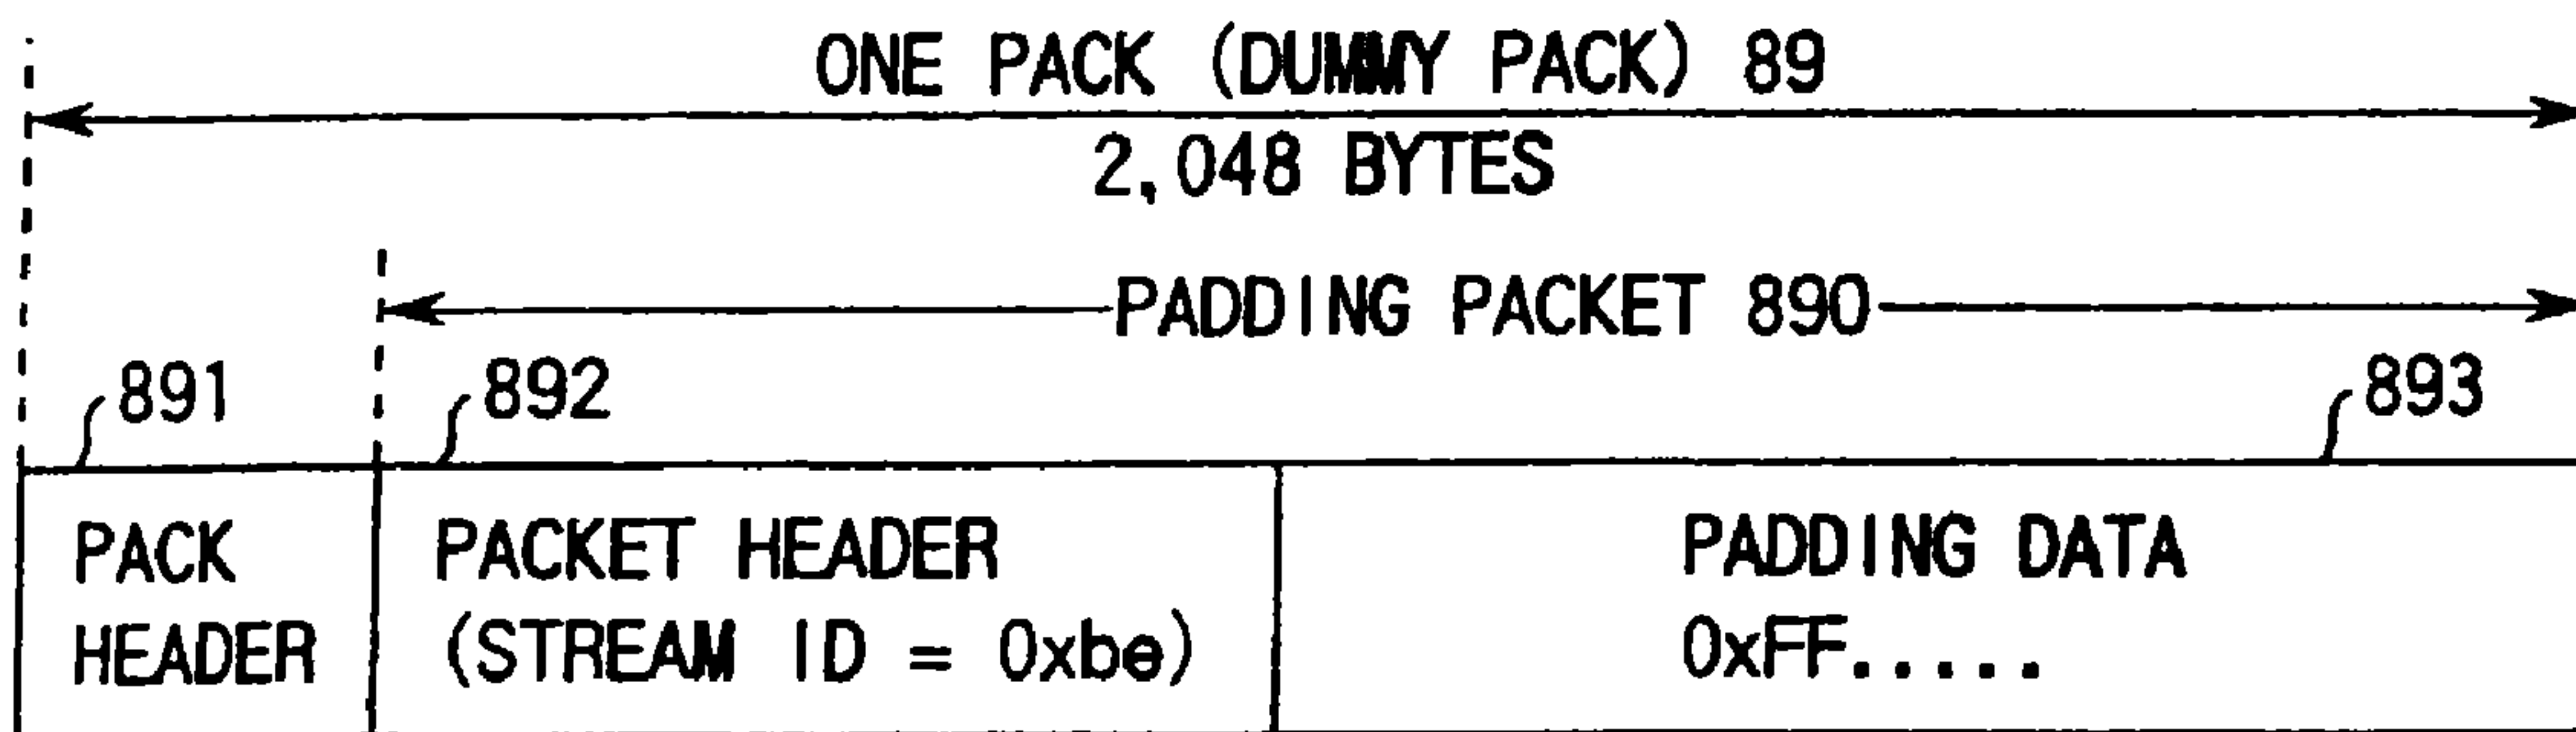 ONE PACK (DUMMY PACK) 89
2,048 BYTES
PADDING PACKET 890
891
892
893
PACK
HEADER
PACKET HEADER
(STREAM ID = 0xbe)
PADDING DATA
0xFF.....